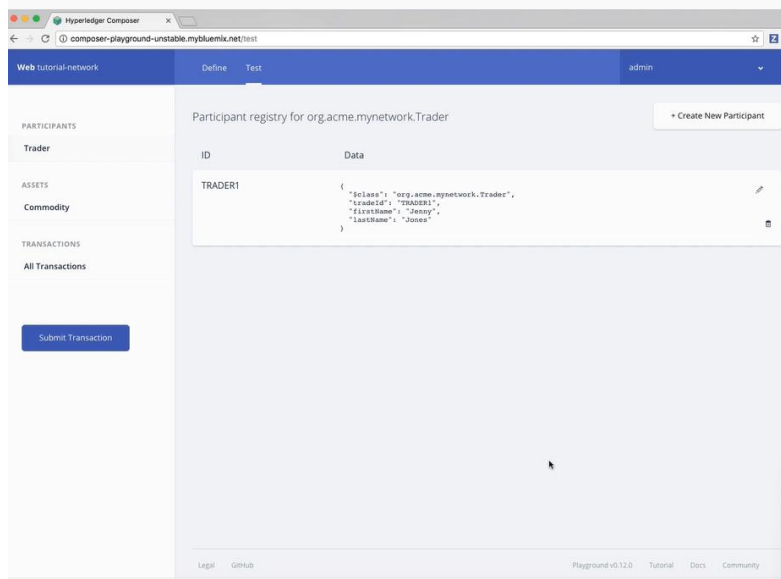 Hyperledger Composer
composer-playground-unstable.mybluemix.net/test
Web tutorial-network
Define
Test
admin
PARTICIPANTS
Trader
ASSETS
Commodity
TRANSACTIONS
All Transactions
Submit Transaction
Participant registry for org.acme.mynetwork.Trader
+ Create New Participant
ID Data
TRADER1
{
"$class": "org.acme.mynetwork.Trader",
"tradeId": "TRADER1",
"firstName": "Jenny",
"lastName": "Jones"
}
Legal GitHub
Playground v0.12.0 Tutorial Docs Community